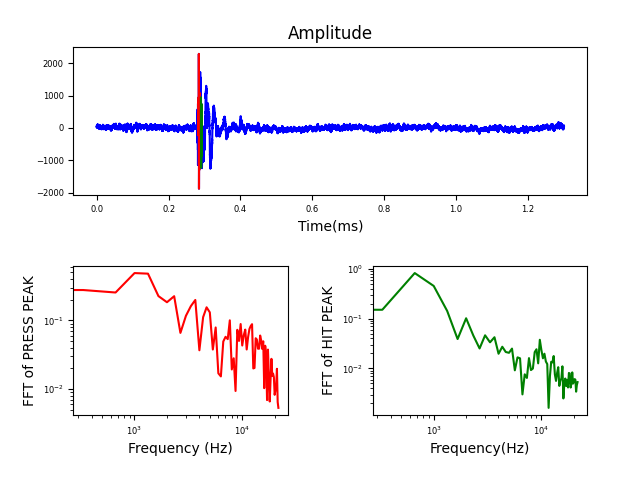 Amplitude
2000
1000
0
−1000
−2000
0.0 0.2 0.4 0.6 0.8 1.0 1.2
Time(ms)
FFT of PRESS PEAK
10⁻¹
10⁻²
10³ 10⁴
Frequency (Hz)
FFT of HIT PEAK
10⁰
10⁻¹
10⁻²
10³ 10⁴
Frequency(Hz)